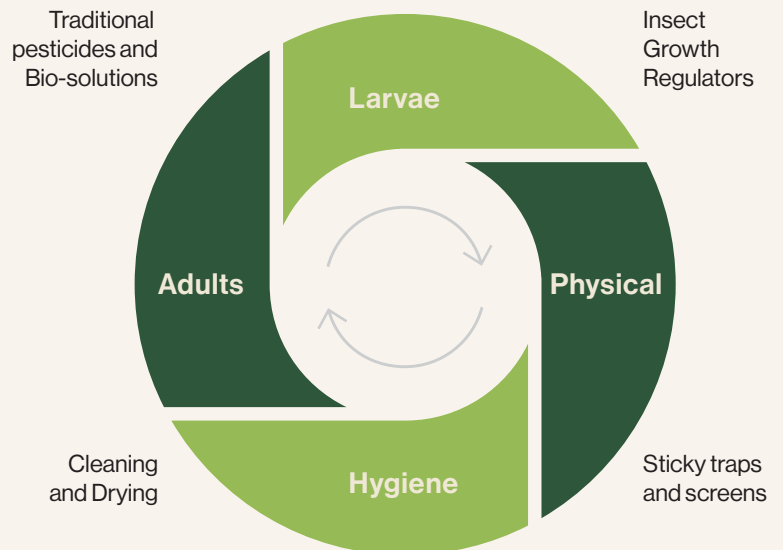 Traditional
pesticides and
Bio-solutions
Insect
Growth
Regulators
Larvae
Adults
Physical
Hygiene
Cleaning
and Drying
Sticky traps
and screens